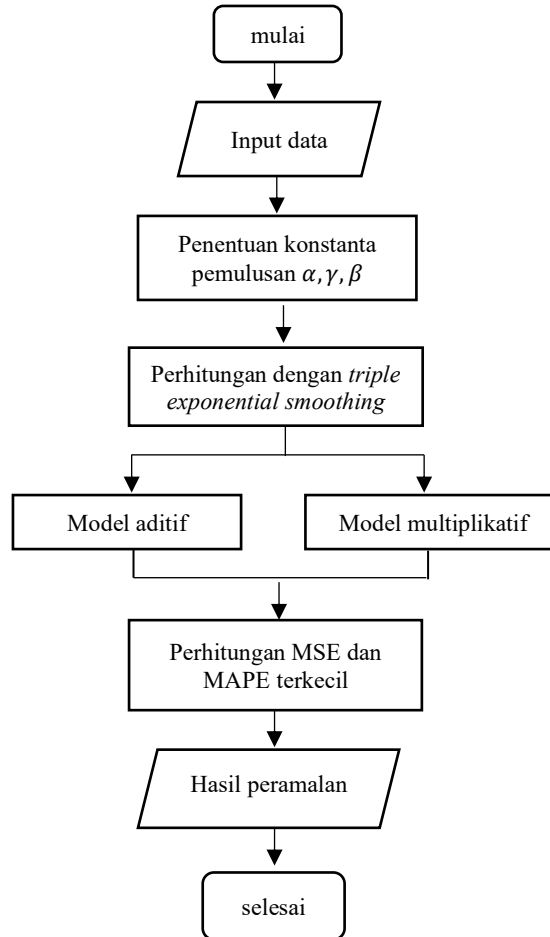 mulai
Input data
Penentuan konstanta
pemulusan 𝛼, 𝛾, 𝛽
Perhitungan dengan triple
exponential smoothing
Model aditif
Model multiplikatif
Perhitungan MSE dan
MAPE terkecil
Hasil peramalan
selesai